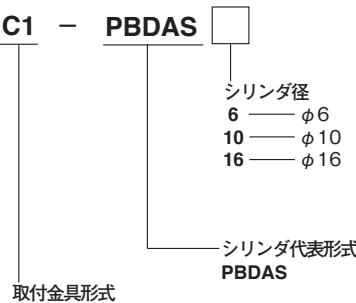 C1 － PBDAS
シリンダ径
6 φ6
10 φ10
16 φ16
シリンダ代表形式
PBDAS
取付金具形式